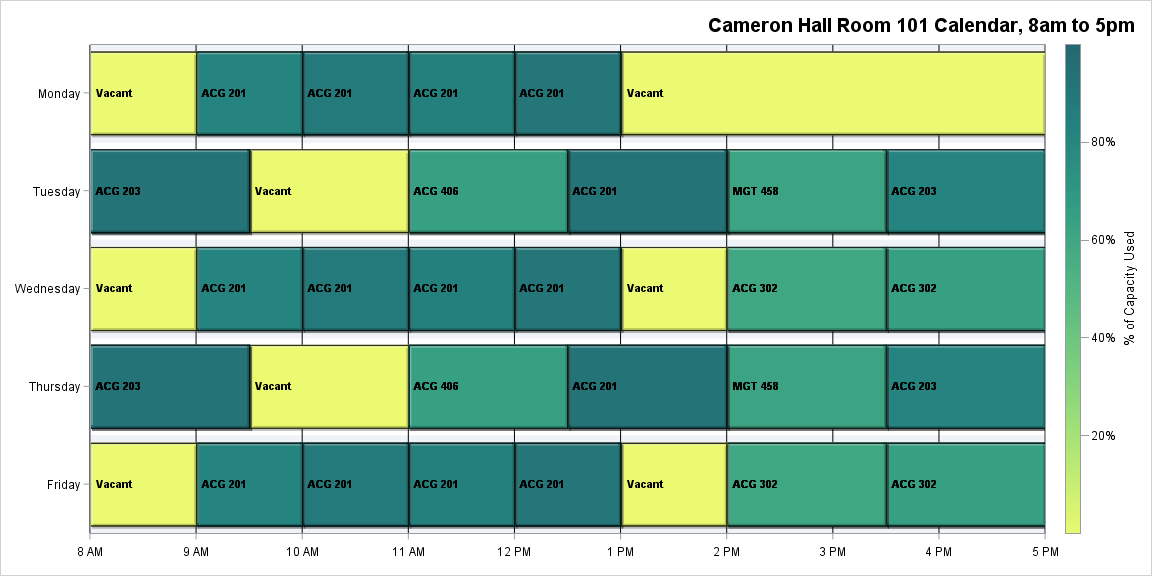 Cameron Hall Room 101 Calendar, 8am to 5pm
Monday
Vacant
ACG 201
ACG 201
ACG 201
ACG 201
Vacant
Tuesday
ACG 203
Vacant
ACG 406
ACG 201
MGT 458
ACG 203
Wednesday
Vacant
ACG 201
ACG 201
ACG 201
ACG 201
Vacant
ACG 302
ACG 302
Thursday
ACG 203
Vacant
ACG 406
ACG 201
MGT 458
ACG 203
Friday
Vacant
ACG 201
ACG 201
ACG 201
ACG 201
Vacant
ACG 302
ACG 302
8 AM
9 AM
10 AM
11 AM
12 PM
1 PM
2 PM
3 PM
4 PM
5 PM
80%
60%
40%
20%
% of Capacity Used